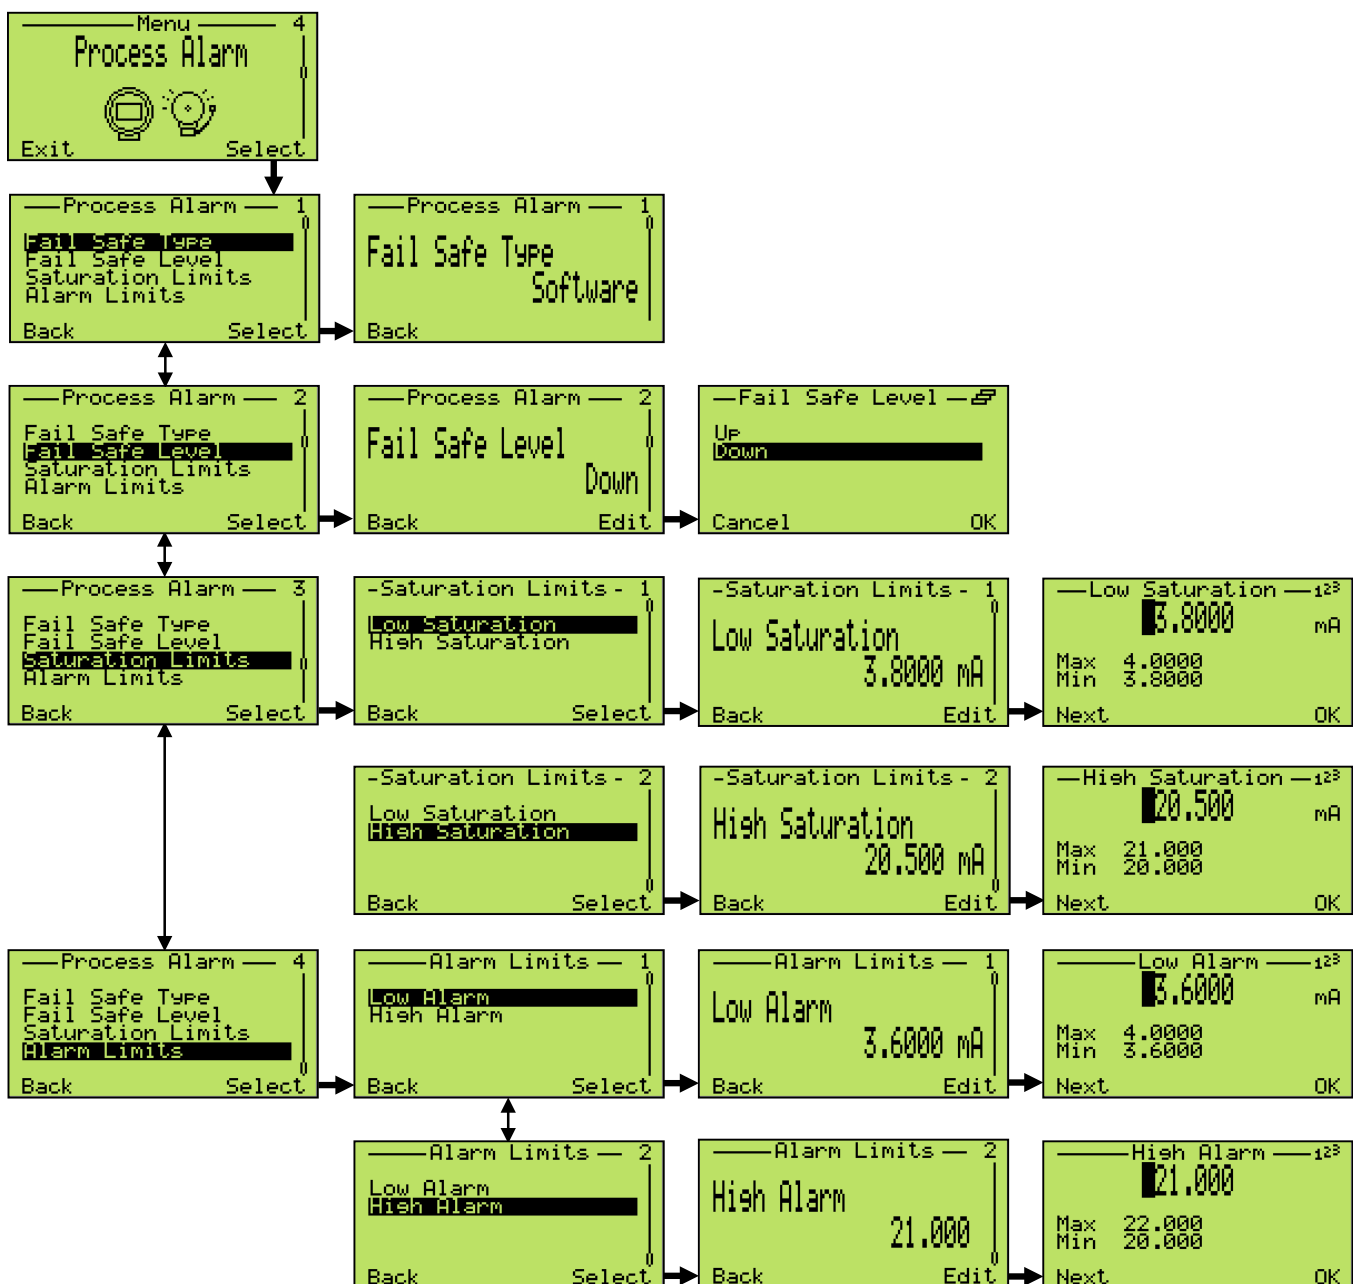 Menu 4
Process Alarm
Exit Select
Process Alarm 1
Fail Safe Type
Fail Safe Level
Saturation Limits
Alarm Limits
Back Select
Process Alarm 1
Fail Safe Type
Software
Back
Process Alarm 2
Fail Safe Type
Fail Safe Level
Saturation Limits
Alarm Limits
Back Select
Process Alarm 2
Fail Safe Level
Down
Back Edit
Fail Safe Level
Up
Down
Cancel OK
Process Alarm 3
Fail Safe Type
Fail Safe Level
Saturation Limits
Alarm Limits
Back Select
-Saturation Limits- 1
Low Saturation
High Saturation
Back Select
-Saturation Limits- 1
Low Saturation
3.8000 mA
Back Edit
Low Saturation 123
3.8000 mA
Max 4.0000
Min 3.8000
Next OK
-Saturation Limits- 2
Low Saturation
High Saturation
Back Select
-Saturation Limits- 2
High Saturation
20.500 mA
Back Edit
High Saturation 123
20.500 mA
Max 21.000
Min 20.000
Next OK
Process Alarm 4
Fail Safe Type
Fail Safe Level
Saturation Limits
Alarm Limits
Back Select
Alarm Limits 1
Low Alarm
High Alarm
Back Select
Alarm Limits 1
Low Alarm
3.6000 mA
Back Edit
Low Alarm 123
3.6000 mA
Max 4.0000
Min 3.6000
Next OK
Alarm Limits 2
Low Alarm
High Alarm
Back Select
Alarm Limits 2
High Alarm
21.000
Back Edit
High Alarm 123
21.000
Max 22.000
Min 20.000
Next OK